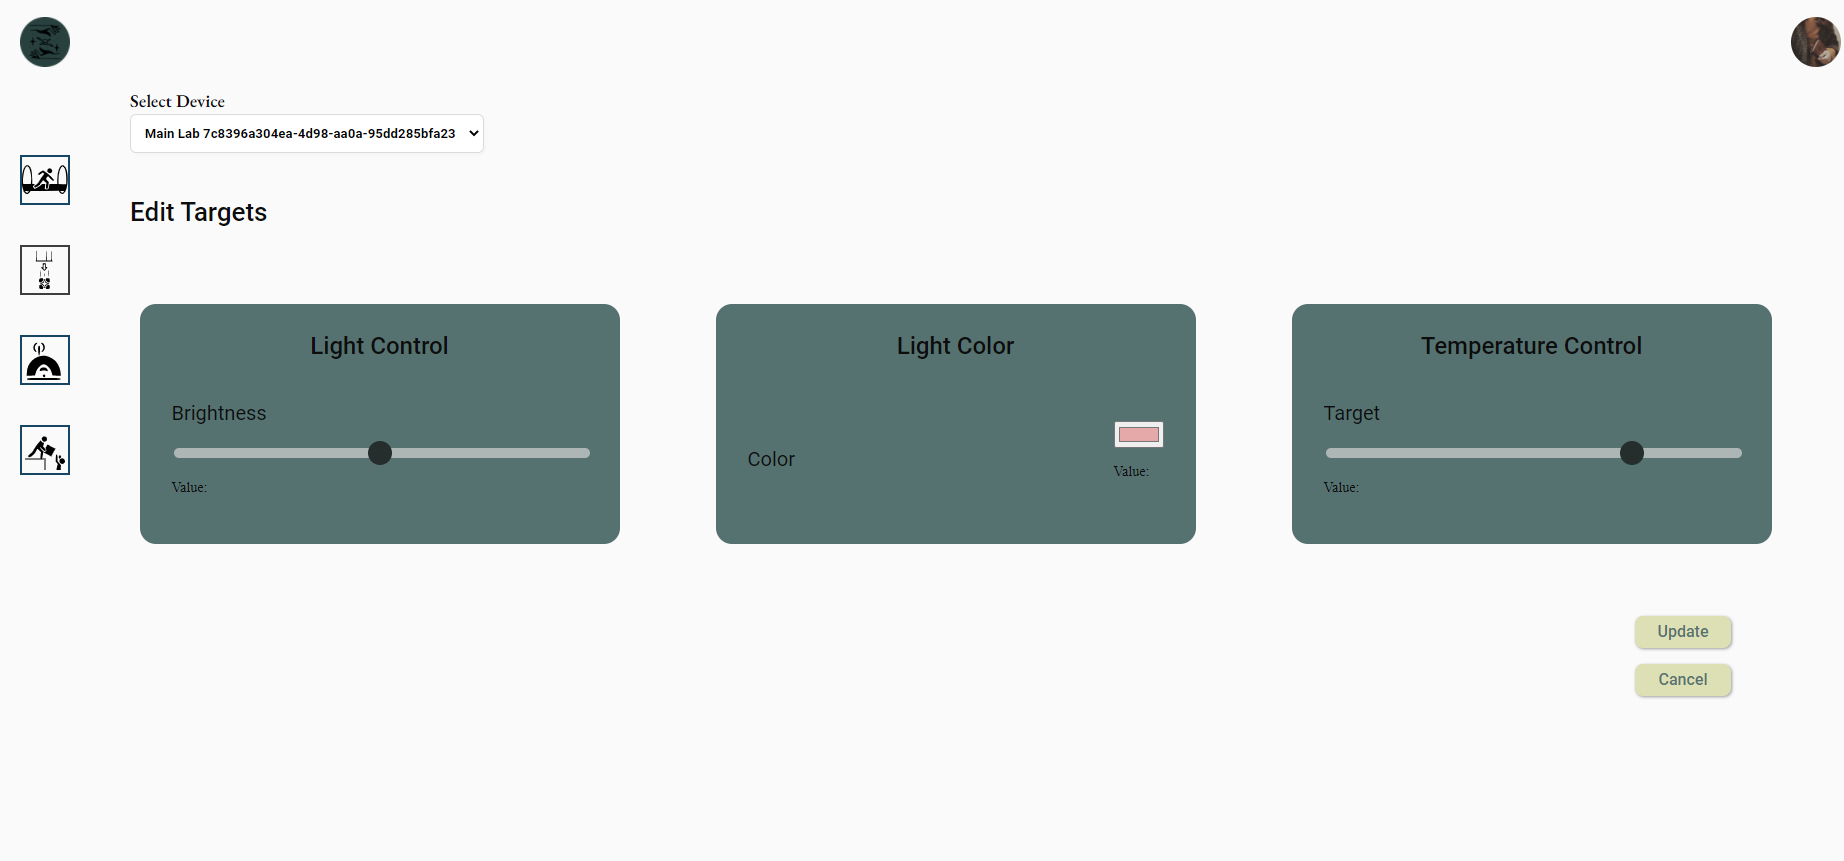 Select Device
Main Lab 7c8396a304ea-4d98-aa0a-95dd285bfa23
Edit Targets
Light Control
Brightness
Value:
Light Color
Color
Value:
Temperature Control
Target
Value:
Update
Cancel